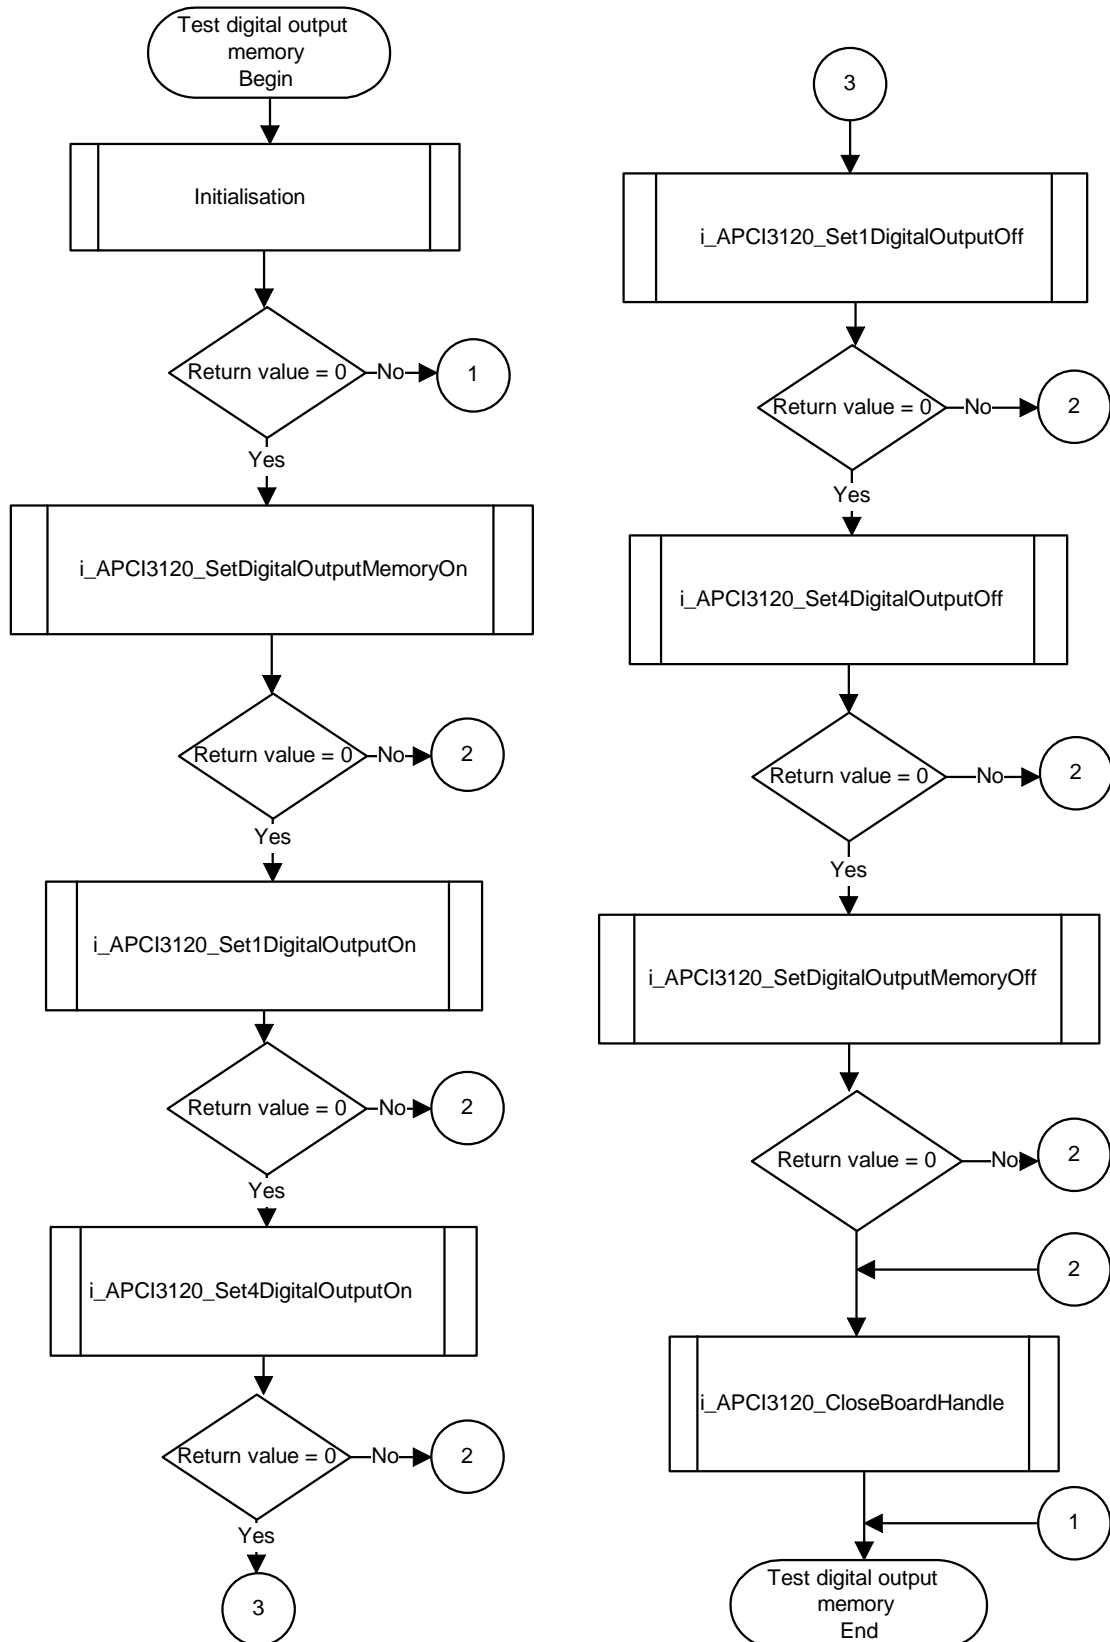 Test digital output
memory
Begin
Initialisation
Return value = 0
No
1
Yes
i_APCI3120_SetDigitalOutputMemoryOn
Return value = 0
No
2
Yes
i_APCI3120_Set1DigitalOutputOn
Return value = 0
No
2
Yes
i_APCI3120_Set4DigitalOutputOn
Return value = 0
No
2
Yes
3
3
i_APCI3120_Set1DigitalOutputOff
Return value = 0
No
2
Yes
i_APCI3120_Set4DigitalOutputOff
Return value = 0
No
2
Yes
i_APCI3120_SetDigitalOutputMemoryOff
Return value = 0
No
2
2
i_APCI3120_CloseBoardHandle
1
Test digital output
memory
End